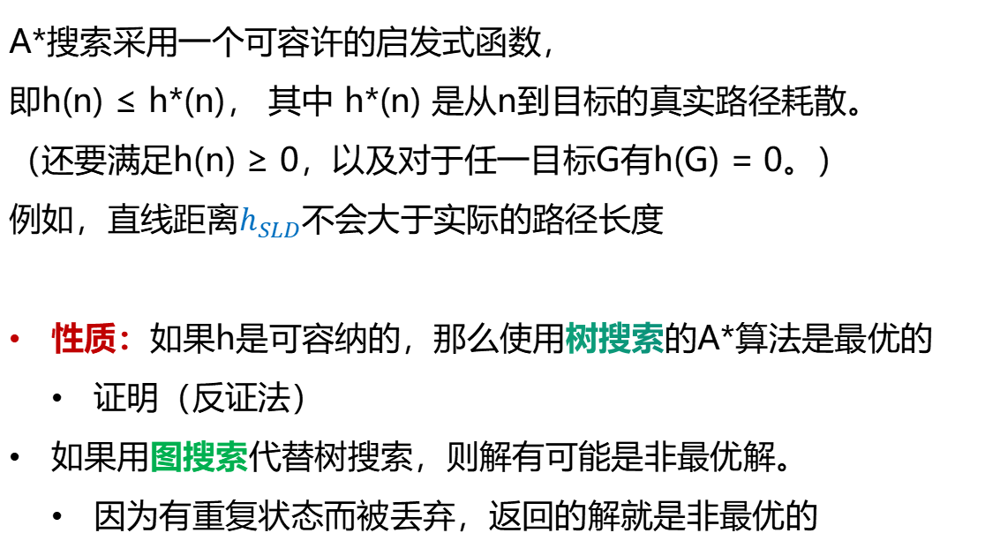 A*搜索采用一个可容许的启发式函数，
即h(n) ≤ h*(n)， 其中 h*(n) 是从n到目标的真实路径耗散。
（还要满足h(n) ≥ 0，以及对于任一目标G有h(G) = 0。）
例如，直线距离h_SLD不会大于实际的路径长度
• 性质：如果h是可容纳的，那么使用树搜索的A*算法是最优的
• 证明（反证法）
• 如果用图搜索代替树搜索，则解有可能是非最优解。
• 因为有重复状态而被丢弃，返回的解就是非最优的